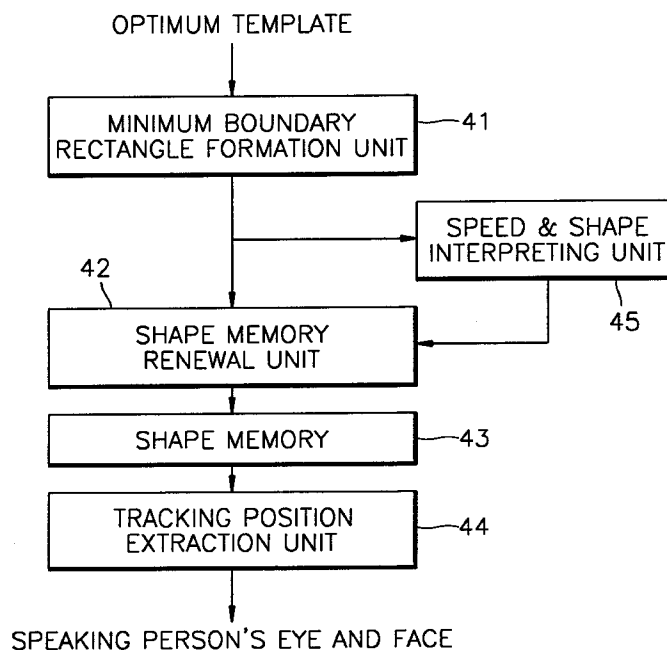 OPTIMUM TEMPLATE
MINIMUM BOUNDARY
RECTANGLE FORMATION UNIT
41
SPEED & SHAPE
INTERPRETING UNIT
45
42
SHAPE MEMORY
RENEWAL UNIT
SHAPE MEMORY
43
TRACKING POSITION
EXTRACTION UNIT
44
SPEAKING PERSON'S EYE AND FACE